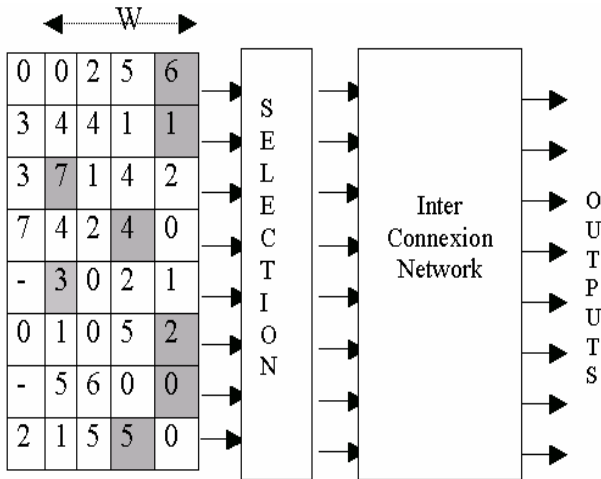 W
0 0 2 5 6
3 4 4 1 1
3 7 1 4 2
7 4 2 4 0
- 3 0 2 1
0 1 0 5 2
- 5 6 0 0
2 1 5 5 0
SELECTION
Inter
Connexion
Network
OUTPUTS